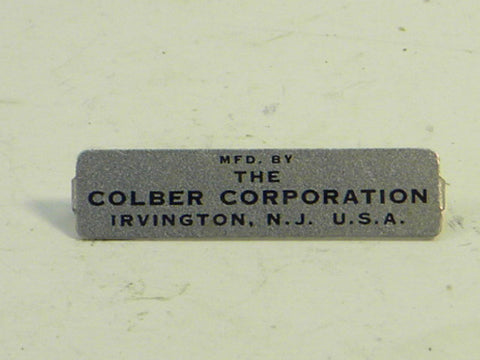 MFD. BY
THE
COLBER CORPORATION
IRVINGTON, N.J. U.S.A.